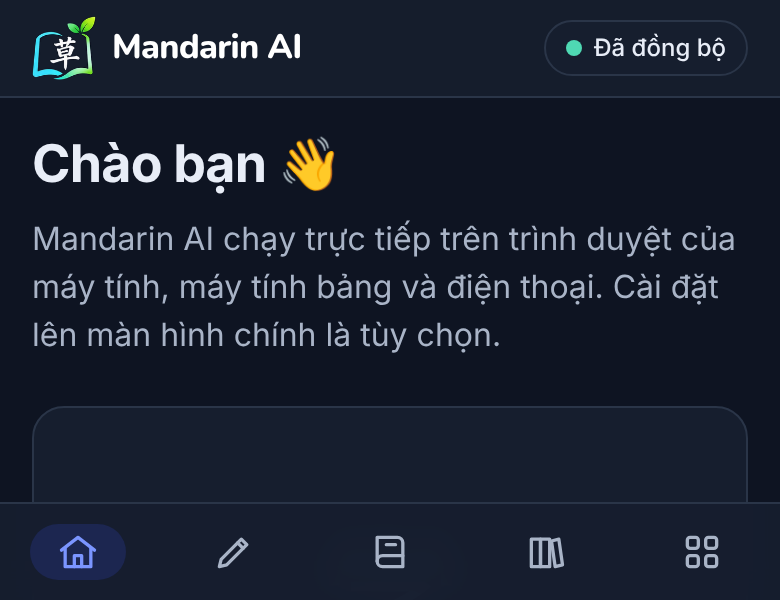 草
Mandarin AI
Đã đồng bộ
Chào bạn 👋
Mandarin AI chạy trực tiếp trên trình duyệt của
máy tính, máy tính bảng và điện thoại. Cài đặt
lên màn hình chính là tùy chọn.